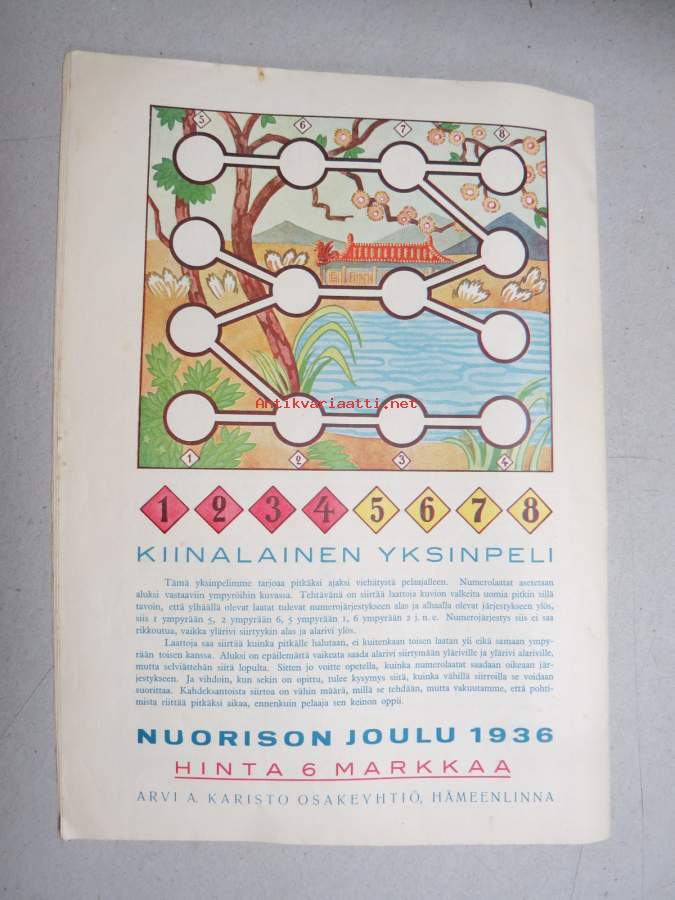 5 6 7 8
Antikvariaatti.net
1 2 3 4
1 2 3 4 5 6 7 8
KIINALAINEN YKSINPELI
Tämä yksinpelimme tarjoaa pitkäksi ajaksi viehätystä pelaajalleen. Numerolaatat asetetaan
aluksi vastaaviin ympyröihin kuvassa. Tehtävänä on siirtää laattoja kuvion valkeita uomia pitkin sillä
tavoin, että ylhäällä olevat laatat tulevat numerojärjestykseen alas ja alhaalla olevat järjestykseen ylös,
siis 1 ympyrään 5, 2 ympyrään 6, 5 ympyrään 1, 6 ympyrään 2 j. n. e. Numerojestys siis ei saa
rikkoutua, vaikka ylärivi siirtyykin alas ja alarivi ylös.
Laattoja saa siirtää kuinka pitkälle halutaan, ei kuitenkaan toisen laatan yli eikä samaan ympy-
rään toisen kanssa. Aluksi on epäilemättä vaikeata saada alarivi siirtymään yläriville ja ylärivi alariville,
mutta selviättehän siitä lopulta. Sitten jo voitte opetella, kuinka numerolaatat saadaan oikeaan jär-
jestykseen. Ja vihdoin, kun sekin on opittu, tulee kysymys siitä, kuinka vähillä siirroilla se voidaan
suorittaa. Kahdeksantoista siirtoa on vähin määrä, millä se tehdään, mutta vakuutamme, että pohti-
mista riittää pitkäksi aikaa, ennenkuin pelaaja sen keinon oppii.
NUORISON JOULU 1936
HINTA 6 MARKKAA
ARVI A. KARISTO OSAKEYHTIÖ, HÄMEENLINNA